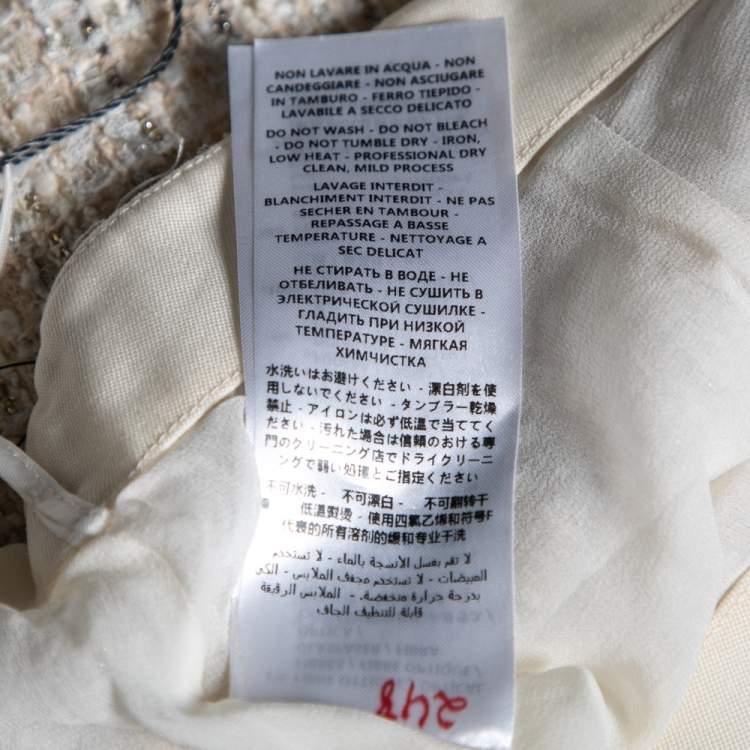 NON LAVARE IN ACQUA - NON
CANDEGGIARE - NON ASCIUGARE
IN TAMBURO - FERRO TIEPIDO -
LAVABILE A SECCO DELICATO
DO NOT WASH - DO NOT BLEACH
- DO NOT TUMBLE DRY - IRON,
LOW HEAT - PROFESSIONAL DRY
CLEAN, MILD PROCESS
LAVAGE INTERDIT -
BLANCHIMENT INTERDIT - NE PAS
SECHER EN TAMBOUR -
REPASSAGE A BASSE
TEMPERATURE - NETTOYAGE A
SEC DELICAT
НЕ СТИРАТЬ В ВОДЕ - НЕ
ОТБЕЛИВАТЬ - НЕ СУШИТЬ В
ЭЛЕКТРИЧЕСКОЙ СУШИЛКЕ -
ГЛАДИТЬ ПРИ НИЗКОЙ
ТЕМПЕРАТУРЕ - МЯГКАЯ
ХИМЧИСТКА
水洗いはお避けください - 漂白剤を使
用しないでください - タンブラー乾燥
禁止 - アイロンは必ず低温で当ててく
ださい - 汚れた場合は信頼のおける専
門のクリーニング店でドライクリーニ
ングで弱い処理とご指定ください
不可水洗 - 不可漂白 - 不可翻转干
低温熨烫 - 使用四氯乙烯和符号F
代表的所有溶剂的缓和专业干洗
لا تقم بغسل الأنسجة بالماء - لا تستخدم
المبيضات - لا تستخدم مجفف الملابس - الكي
بدرجة حرارة منخفضة. - الملابس الرقيقة
قابلة للتنظيف الجاف
248